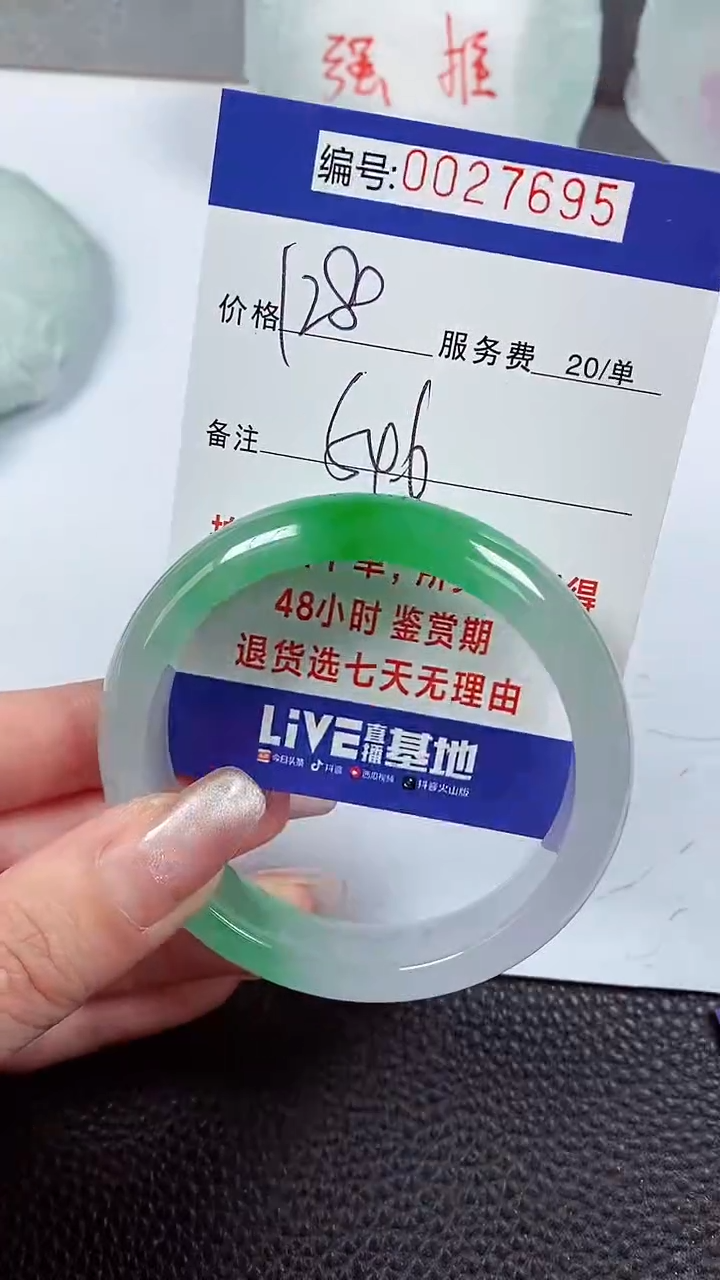 强 推
编号:0027695
价格 128 服务费 20/单
备注
得
48小时 鉴赏期
退货选七天无理由
LiVE直播基地
今日头条 抖音 西瓜视频 抖音火山版